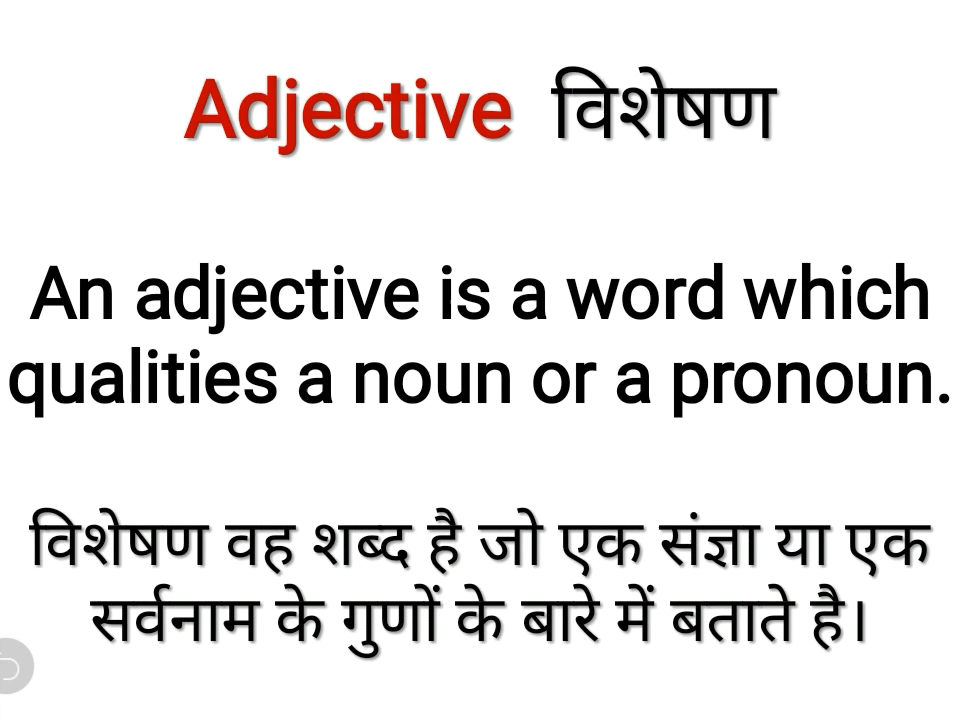 Adjective विशेषण
An adjective is a word which
qualities a noun or a pronoun.
विशेषण वह शब्द है जो एक संज्ञा या एक
सर्वनाम के गुणों के बारे में बताते है।